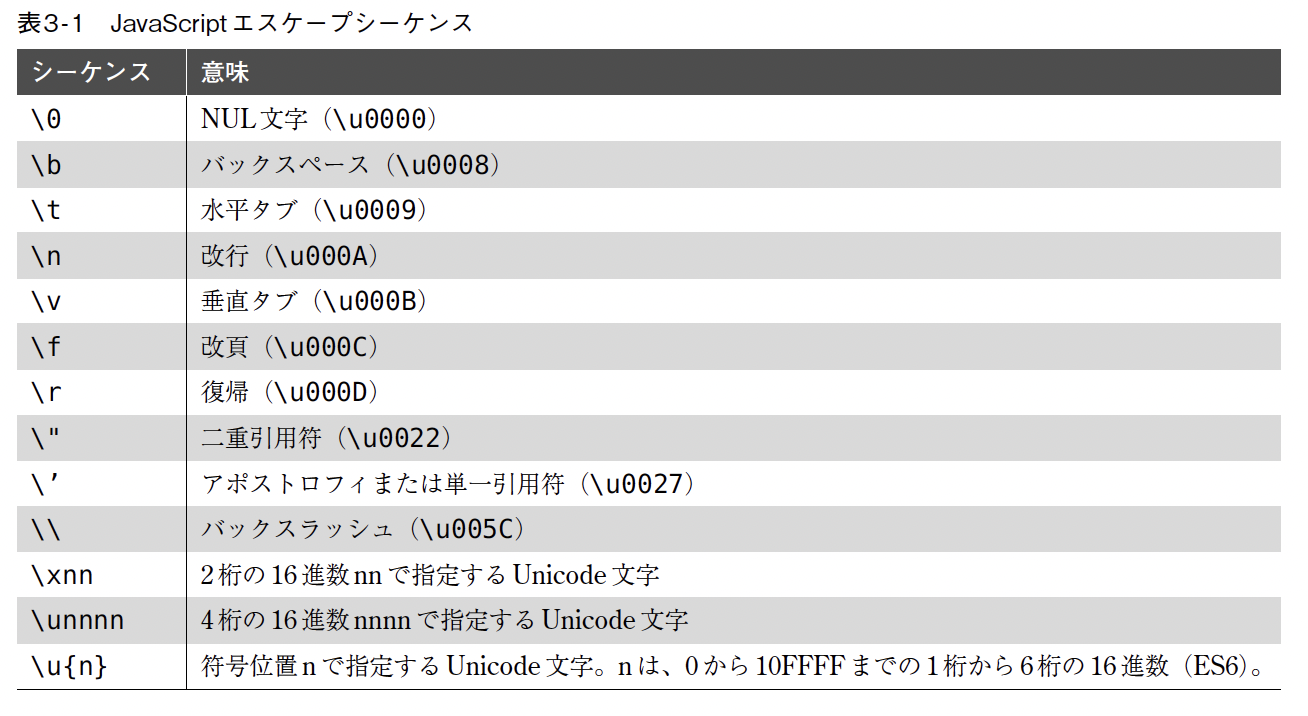 表3-1 JavaScript エスケープシーケンス
シーケンス 意味
\0 NUL 文字（\u0000）
\b バックスペース（\u0008）
\t 水平タブ（\u0009）
\n 改行（\u000A）
\v 垂直タブ（\u000B）
\f 改頁（\u000C）
\r 復帰（\u000D）
\" 二重引用符（\u0022）
\’ アポストロフィまたは単一引用符（\u0027）
\\ バックスラッシュ（\u005C）
\xnn 2 桁の 16 進数 nn で指定する Unicode 文字
\unnnn 4 桁の 16 進数 nnnn で指定する Unicode 文字
\u{n} 符号位置 n で指定する Unicode 文字。n は、0 から 10FFFF までの 1 桁から 6 桁の 16 進数（ES6）。